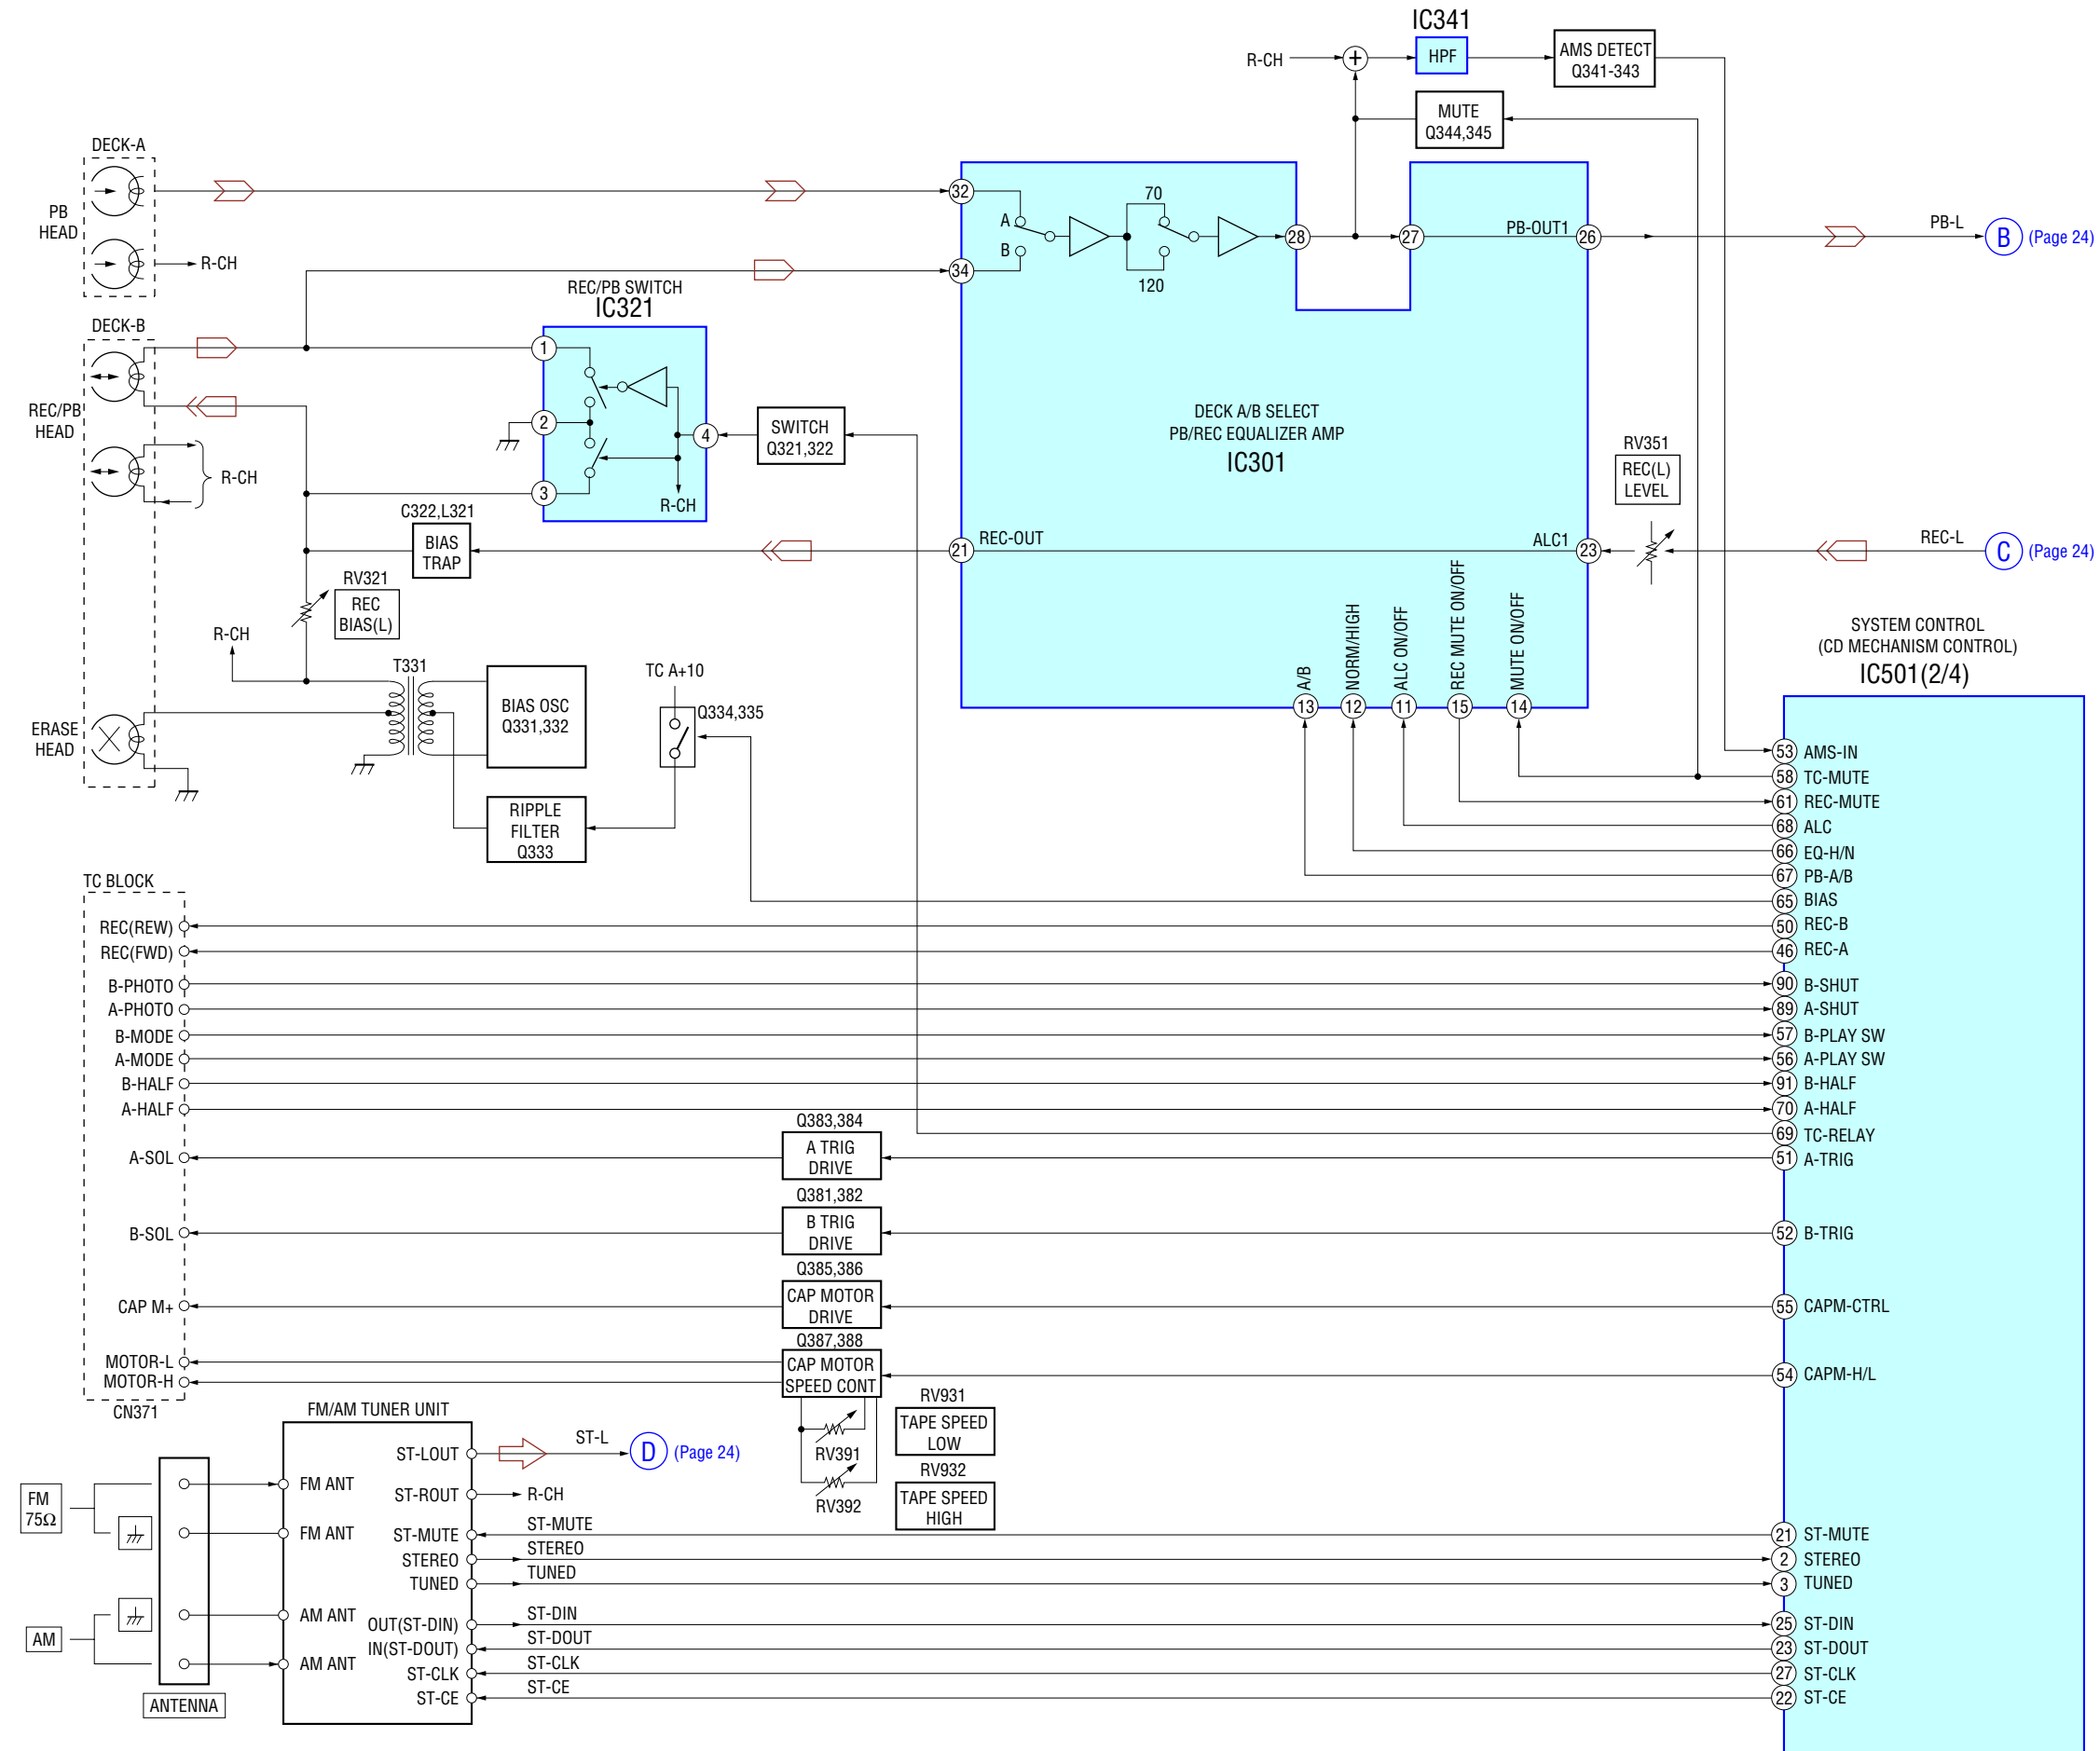 IC341
R-CH
+
HPF
AMS DETECT
Q341-343
MUTE
Q344,345
DECK-A
PB
HEAD
R-CH
32
34
A
B
70
120
28
27
PB-OUT1
26
PB-L
B
(Page 24)
DECK-B
REC/PB
HEAD
R-CH
REC/PB SWITCH
IC321
1
2
3
4
R-CH
SWITCH
Q321,322
DECK A/B SELECT
PB/REC EQUALIZER AMP
IC301
RV351
REC(L)
LEVEL
C322,L321
BIAS
TRAP
21
REC-OUT
ALC1
23
REC-L
C
(Page 24)
RV321
REC
BIAS(L)
R-CH
T331
BIAS OSC
Q331,332
TC A+10
Q334,335
RIPPLE
FILTER
Q333
ERASE
HEAD
A/B
NORM/HIGH
ALC ON/OFF
REC MUTE ON/OFF
MUTE ON/OFF
13
12
11
15
14
SYSTEM CONTROL
(CD MECHANISM CONTROL)
IC501(2/4)
53 AMS-IN
58 TC-MUTE
61 REC-MUTE
68 ALC
66 EQ-H/N
67 PB-A/B
65 BIAS
50 REC-B
46 REC-A
90 B-SHUT
89 A-SHUT
57 B-PLAY SW
56 A-PLAY SW
91 B-HALF
70 A-HALF
69 TC-RELAY
51 A-TRIG
52 B-TRIG
55 CAPM-CTRL
54 CAPM-H/L
21 ST-MUTE
2 STEREO
3 TUNED
25 ST-DIN
23 ST-DOUT
27 ST-CLK
22 ST-CE
TC BLOCK
REC(REW)
REC(FWD)
B-PHOTO
A-PHOTO
B-MODE
A-MODE
B-HALF
A-HALF
A-SOL
B-SOL
CAP M+
MOTOR-L
MOTOR-H
CN371
Q383,384
A TRIG
DRIVE
Q381,382
B TRIG
DRIVE
Q385,386
CAP MOTOR
DRIVE
Q387,388
CAP MOTOR
SPEED CONT
RV391
RV392
RV931
TAPE SPEED
LOW
RV932
TAPE SPEED
HIGH
FM/AM TUNER UNIT
FM
75Ω
AM
ANTENNA
FM ANT
FM ANT
AM ANT
AM ANT
ST-LOUT
ST-ROUT
ST-MUTE
STEREO
TUNED
OUT(ST-DIN)
IN(ST-DOUT)
ST-CLK
ST-CE
ST-L
D
(Page 24)
R-CH
ST-MUTE
STEREO
TUNED
ST-DIN
ST-DOUT
ST-CLK
ST-CE